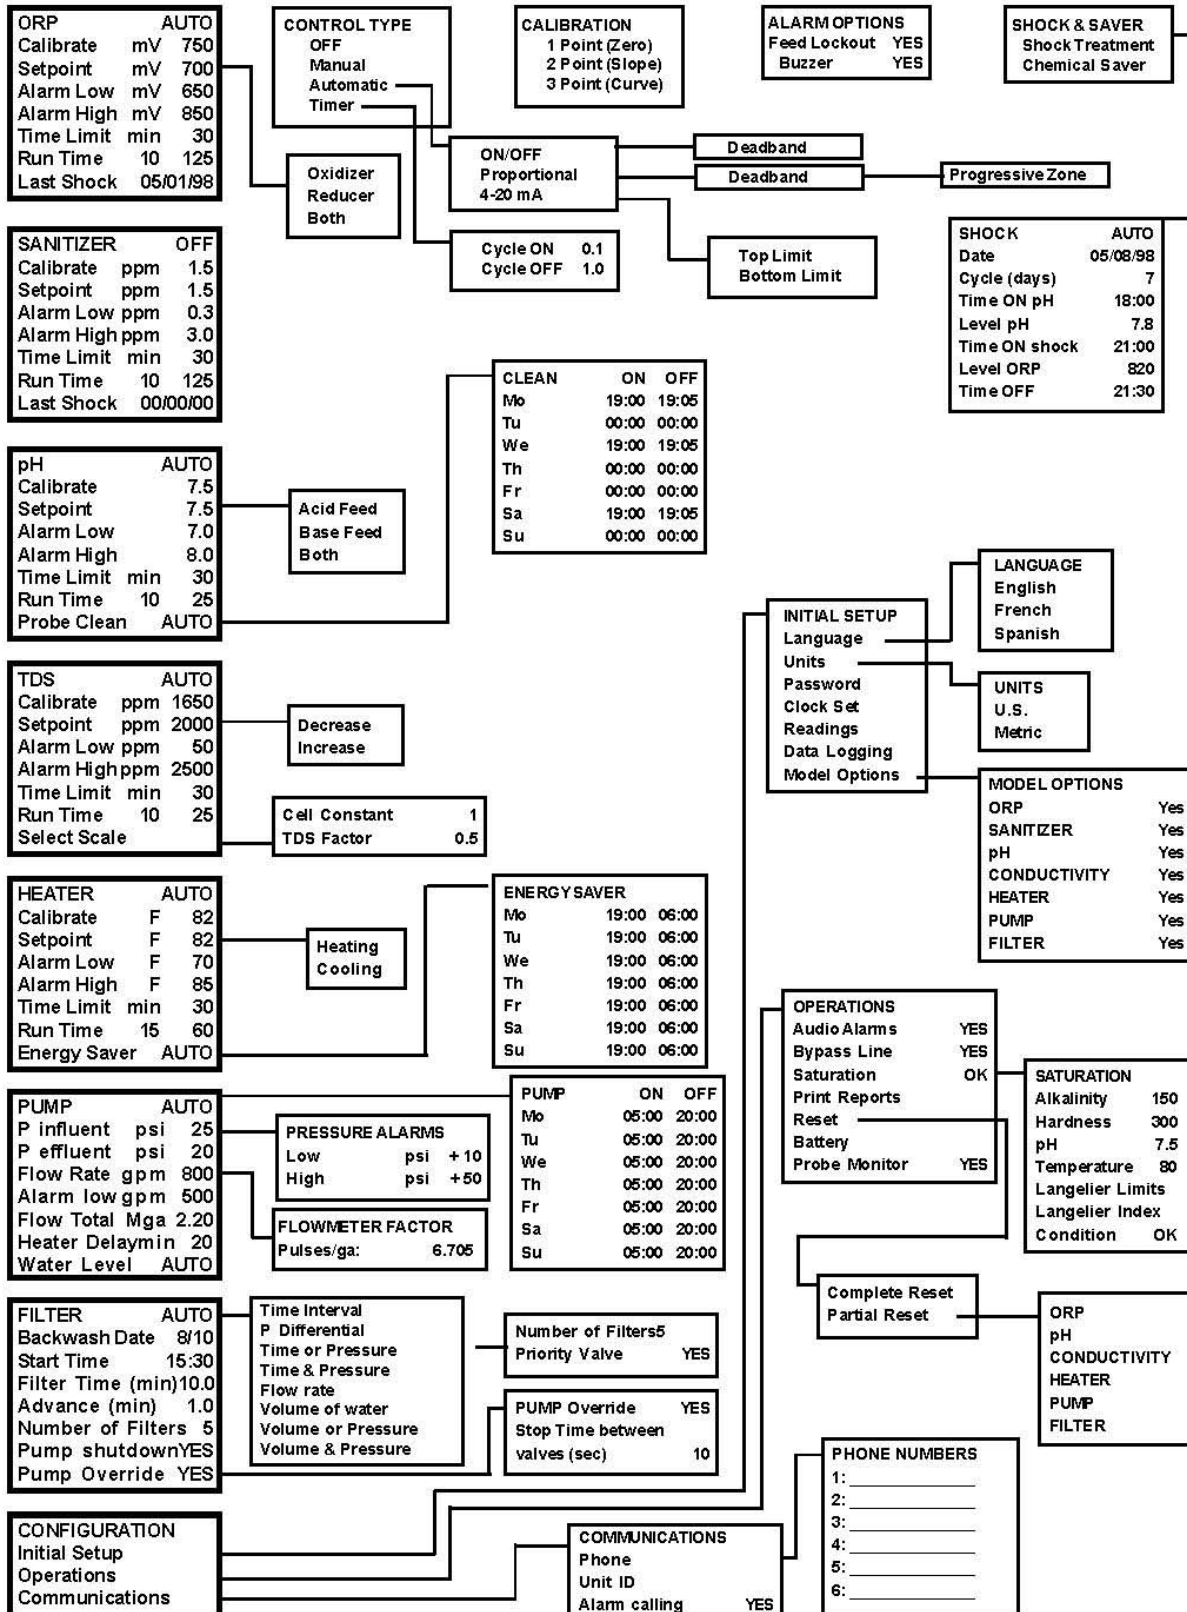 ORP AUTO
Calibrate mV 750
Setpoint mV 700
Alarm Low mV 650
Alarm High mV 850
Time Limit min 30
Run Time 10 125
Last Shock 05/01/98
CONTROL TYPE
OFF
Manual
Automatic
Timer
CALIBRATION
1 Point (Zero)
2 Point (Slope)
3 Point (Curve)
ALARM OPTIONS
Feed Lockout YES
Buzzer YES
SHOCK & SAVER
Shock Treatment
Chemical Saver
Oxidizer
Reducer
Both
ON/OFF
Proportional
4-20 mA
Deadband
Deadband
Progressive Zone
Cycle ON 0.1
Cycle OFF 1.0
Top Limit
Bottom Limit
SHOCK AUTO
Date 05/08/98
Cycle (days) 7
Time ON pH 18:00
Level pH 7.8
Time ON shock 21:00
Level ORP 820
Time OFF 21:30
SANITIZER OFF
Calibrate ppm 1.5
Setpoint ppm 1.5
Alarm Low ppm 0.3
Alarm High ppm 3.0
Time Limit min 30
Run Time 10 125
Last Shock 00/00/00
CLEAN ON OFF
Mo 19:00 19:05
Tu 00:00 00:00
We 19:00 19:05
Th 00:00 00:00
Fr 00:00 00:00
Sa 19:00 19:05
Su 00:00 00:00
pH AUTO
Calibrate 7.5
Setpoint 7.5
Alarm Low 7.0
Alarm High 8.0
Time Limit min 30
Run Time 10 25
Probe Clean AUTO
Acid Feed
Base Feed
Both
INITIAL SETUP
Language
Units
Password
Clock Set
Readings
Data Logging
Model Options
LANGUAGE
English
French
Spanish
UNITS
U.S.
Metric
MODEL OPTIONS
ORP Yes
SANITIZER Yes
pH Yes
CONDUCTIVITY Yes
HEATER Yes
PUMP Yes
FILTER Yes
TDS AUTO
Calibrate ppm 1650
Setpoint ppm 2000
Alarm Low ppm 50
Alarm High ppm 2500
Time Limit min 30
Run Time 10 25
Select Scale
Decrease
Increase
Cell Constant 1
TDS Factor 0.5
HEATER AUTO
Calibrate F 82
Setpoint F 82
Alarm Low F 70
Alarm High F 85
Time Limit min 30
Run Time 15 60
Energy Saver AUTO
Heating
Cooling
ENERGY SAVER
Mo 19:00 06:00
Tu 19:00 06:00
We 19:00 06:00
Th 19:00 06:00
Fr 19:00 06:00
Sa 19:00 06:00
Su 19:00 06:00
OPERATIONS
Audio Alarms YES
Bypass Line YES
Saturation OK
Print Reports
Reset
Battery
Probe Monitor YES
SATURATION
Alkalinity 150
Hardness 300
pH 7.5
Temperature 80
Langelier Limits
Langelier Index
Condition OK
PUMP AUTO
P influent psi 25
P effluent psi 20
Flow Rate gpm 800
Alarm low gpm 500
Flow Total Mga 2.20
Heater Delaymin 20
Water Level AUTO
PRESSURE ALARMS
Low psi +10
High psi +50
FLOWMETER FACTOR
Pulses/ga: 6.705
PUMP ON OFF
Mo 05:00 20:00
Tu 05:00 20:00
We 05:00 20:00
Th 05:00 20:00
Fr 05:00 20:00
Sa 05:00 20:00
Su 05:00 20:00
Complete Reset
Partial Reset
ORP
pH
CONDUCTIVITY
HEATER
PUMP
FILTER
FILTER AUTO
Backwash Date 8/10
Start Time 15:30
Filter Time (min)10.0
Advance (min) 1.0
Number of Filters 5
Pump shutdownYES
Pump Override YES
Time Interval
P Differential
Time or Pressure
Time & Pressure
Flow rate
Volume of water
Volume or Pressure
Volume & Pressure
Number of Filters5
Priority Valve YES
PUMP Override YES
Stop Time between
valves (sec) 10
CONFIGURATION
Initial Setup
Operations
Communications
COMMUNICATIONS
Phone
Unit ID
Alarm calling YES
PHONE NUMBERS
1:
2:
3:
4:
5:
6: